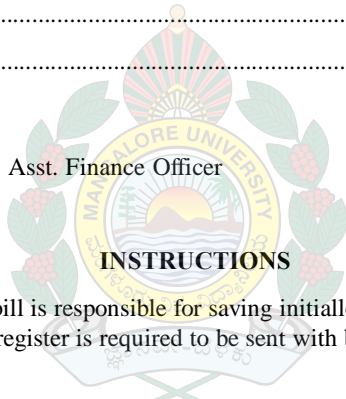 ................................................................
................................................................
Asst. Finance Officer
MANGALORE UNIVERSITY
INSTRUCTIONS
bill is responsible for saving initiall
register is required to be sent with b